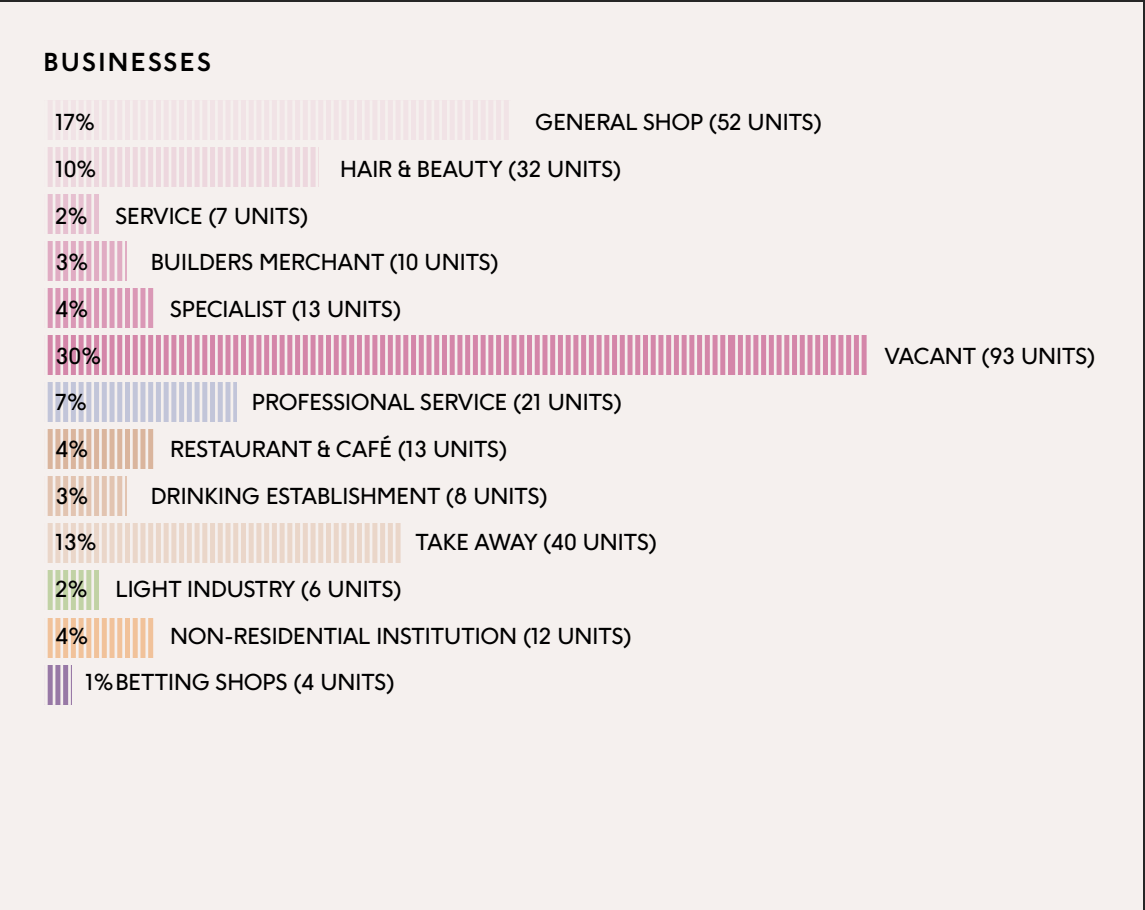 BUSINESSES
17% GENERAL SHOP (52 UNITS)
10% HAIR & BEAUTY (32 UNITS)
2% SERVICE (7 UNITS)
3% BUILDERS MERCHANT (10 UNITS)
4% SPECIALIST (13 UNITS)
30% VACANT (93 UNITS)
7% PROFESSIONAL SERVICE (21 UNITS)
4% RESTAURANT & CAFÉ (13 UNITS)
3% DRINKING ESTABLISHMENT (8 UNITS)
13% TAKE AWAY (40 UNITS)
2% LIGHT INDUSTRY (6 UNITS)
4% NON-RESIDENTIAL INSTITUTION (12 UNITS)
1% BETTING SHOPS (4 UNITS)